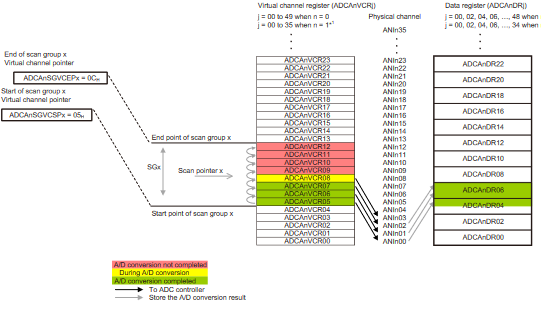 Virtual channel register (ADCAnVCRj)
j = 00 to 49 when n = 0
j = 00 to 35 when n = 1*1
Physical channel
ANIn35
Data register (ADCAnDRj)
j = 00, 02, 04, 06, ..., 48 when n
j = 00, 02, 04, 06, ..., 34 when n
End of scan group x
Virtual channel pointer
ADCAnSGVCEPx = 0CH
Start of scan group x
Virtual channel pointer
ADCAnSGVCSPx = 05H
End point of scan group x
SGx
Scan pointer x
Start point of scan group x
ADCAnVCR23
ADCAnVCR22
ADCAnVCR21
ADCAnVCR20
ADCAnVCR19
ADCAnVCR18
ADCAnVCR17
ADCAnVCR16
ADCAnVCR15
ADCAnVCR14
ADCAnVCR13
ADCAnVCR12
ADCAnVCR11
ADCAnVCR10
ADCAnVCR09
ADCAnVCR08
ADCAnVCR07
ADCAnVCR06
ADCAnVCR05
ADCAnVCR04
ADCAnVCR03
ADCAnVCR02
ADCAnVCR01
ADCAnVCR00
ANIn23
ANIn22
ANIn21
ANIn20
ANIn19
ANIn18
ANIn17
ANIn16
ANIn15
ANIn14
ANIn13
ANIn12
ANIn11
ANIn10
ANIn09
ANIn08
ANIn07
ANIn06
ANIn05
ANIn04
ANIn03
ANIn02
ANIn01
ANIn00
ADCAnDR22
ADCAnDR20
ADCAnDR18
ADCAnDR16
ADCAnDR14
ADCAnDR12
ADCAnDR10
ADCAnDR08
ADCAnDR06
ADCAnDR04
ADCAnDR02
ADCAnDR00
A/D conversion not completed
During A/D conversion
A/D conversion completed
To ADC controller
Store the A/D conversion result